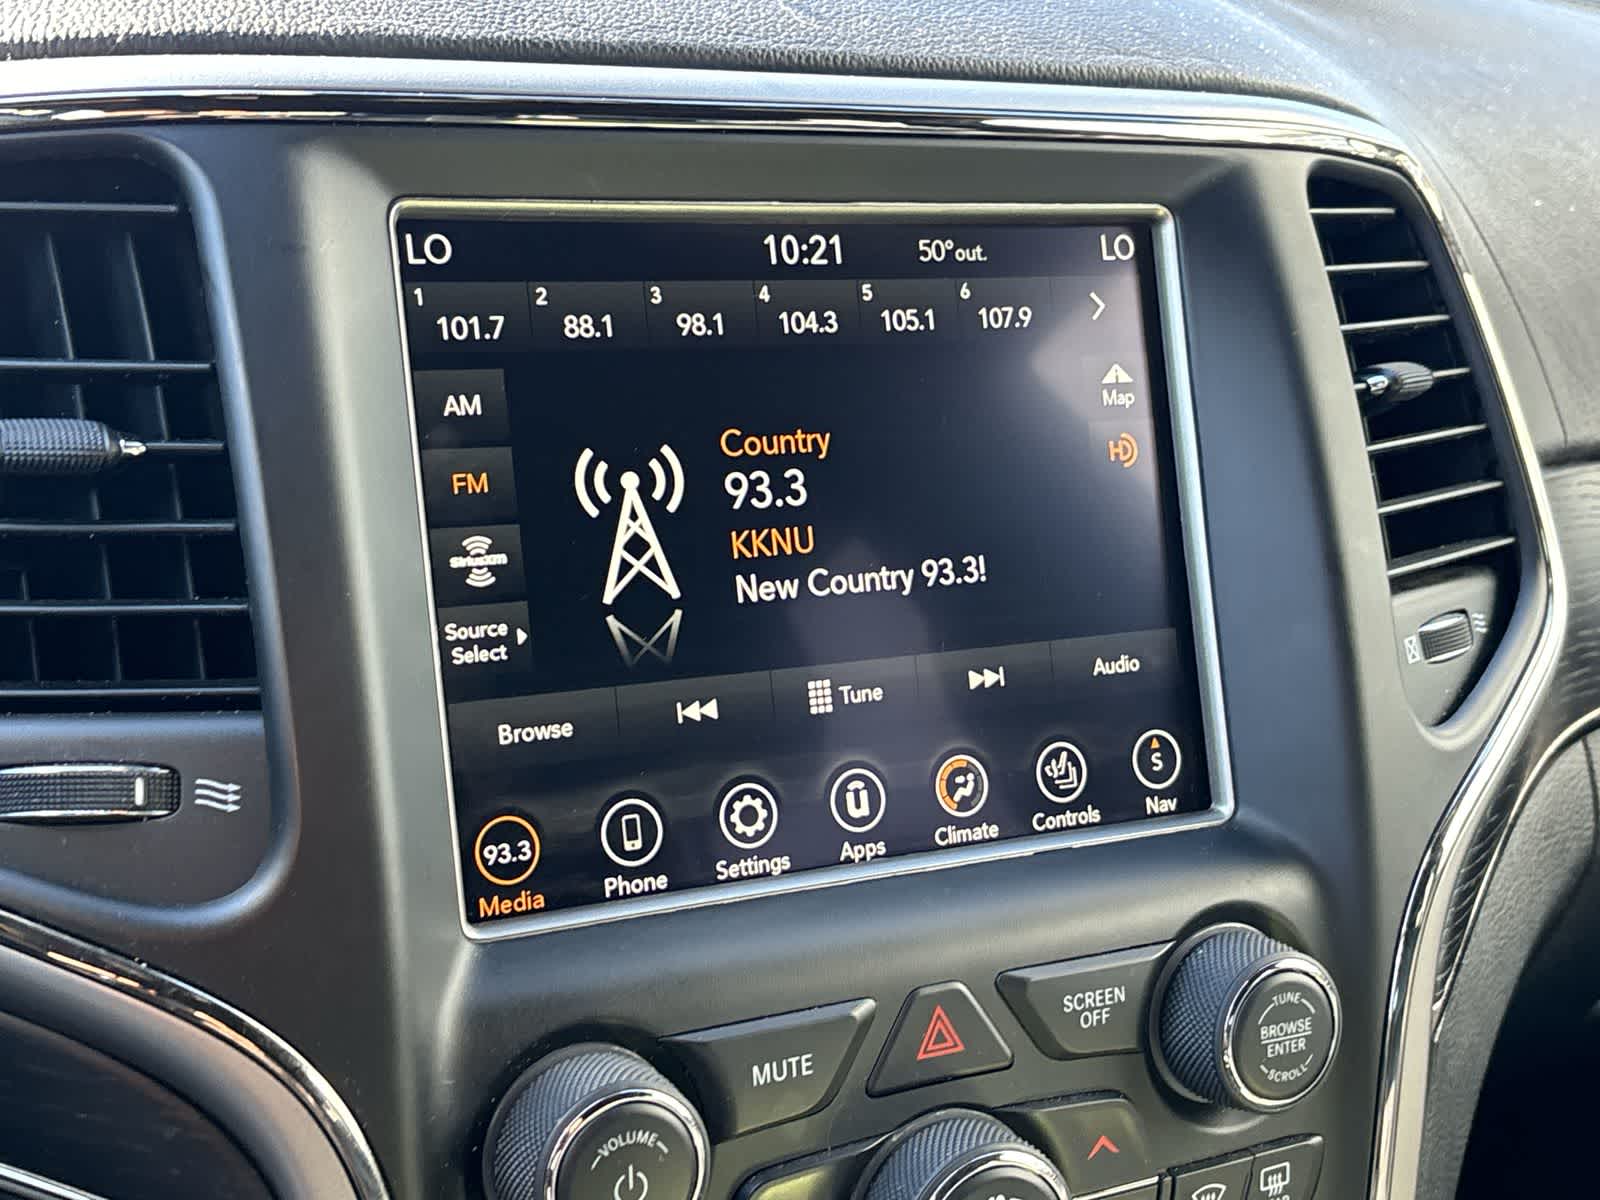 LO 10:21 50° out. LO
1 2 3 4 5 6
101.7 88.1 98.1 104.3 105.1 107.9
AM
Map
Country
HD
FM
93.3
KKNU
siriusxm
New Country 93.3!
Source
Select
Browse Tune Audio
93.3 S
Media Phone Settings Apps Climate Controls Nav
MUTE
SCREEN
OFF
TUNE
BROWSE
ENTER
SCROLL
VOLUME